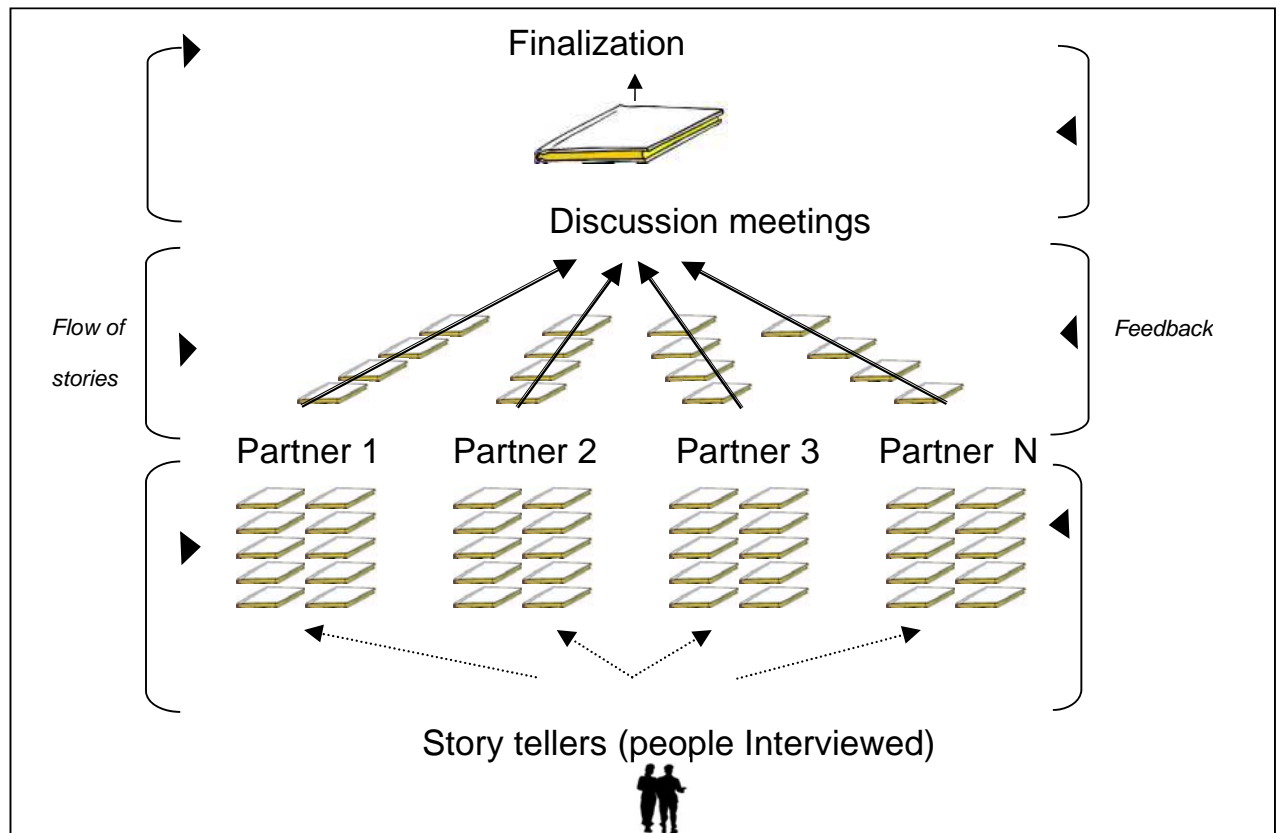 Finalization
Discussion meetings
Flow of
stories
Feedback
Partner 1 Partner 2 Partner 3 Partner N
Story tellers (people Interviewed)